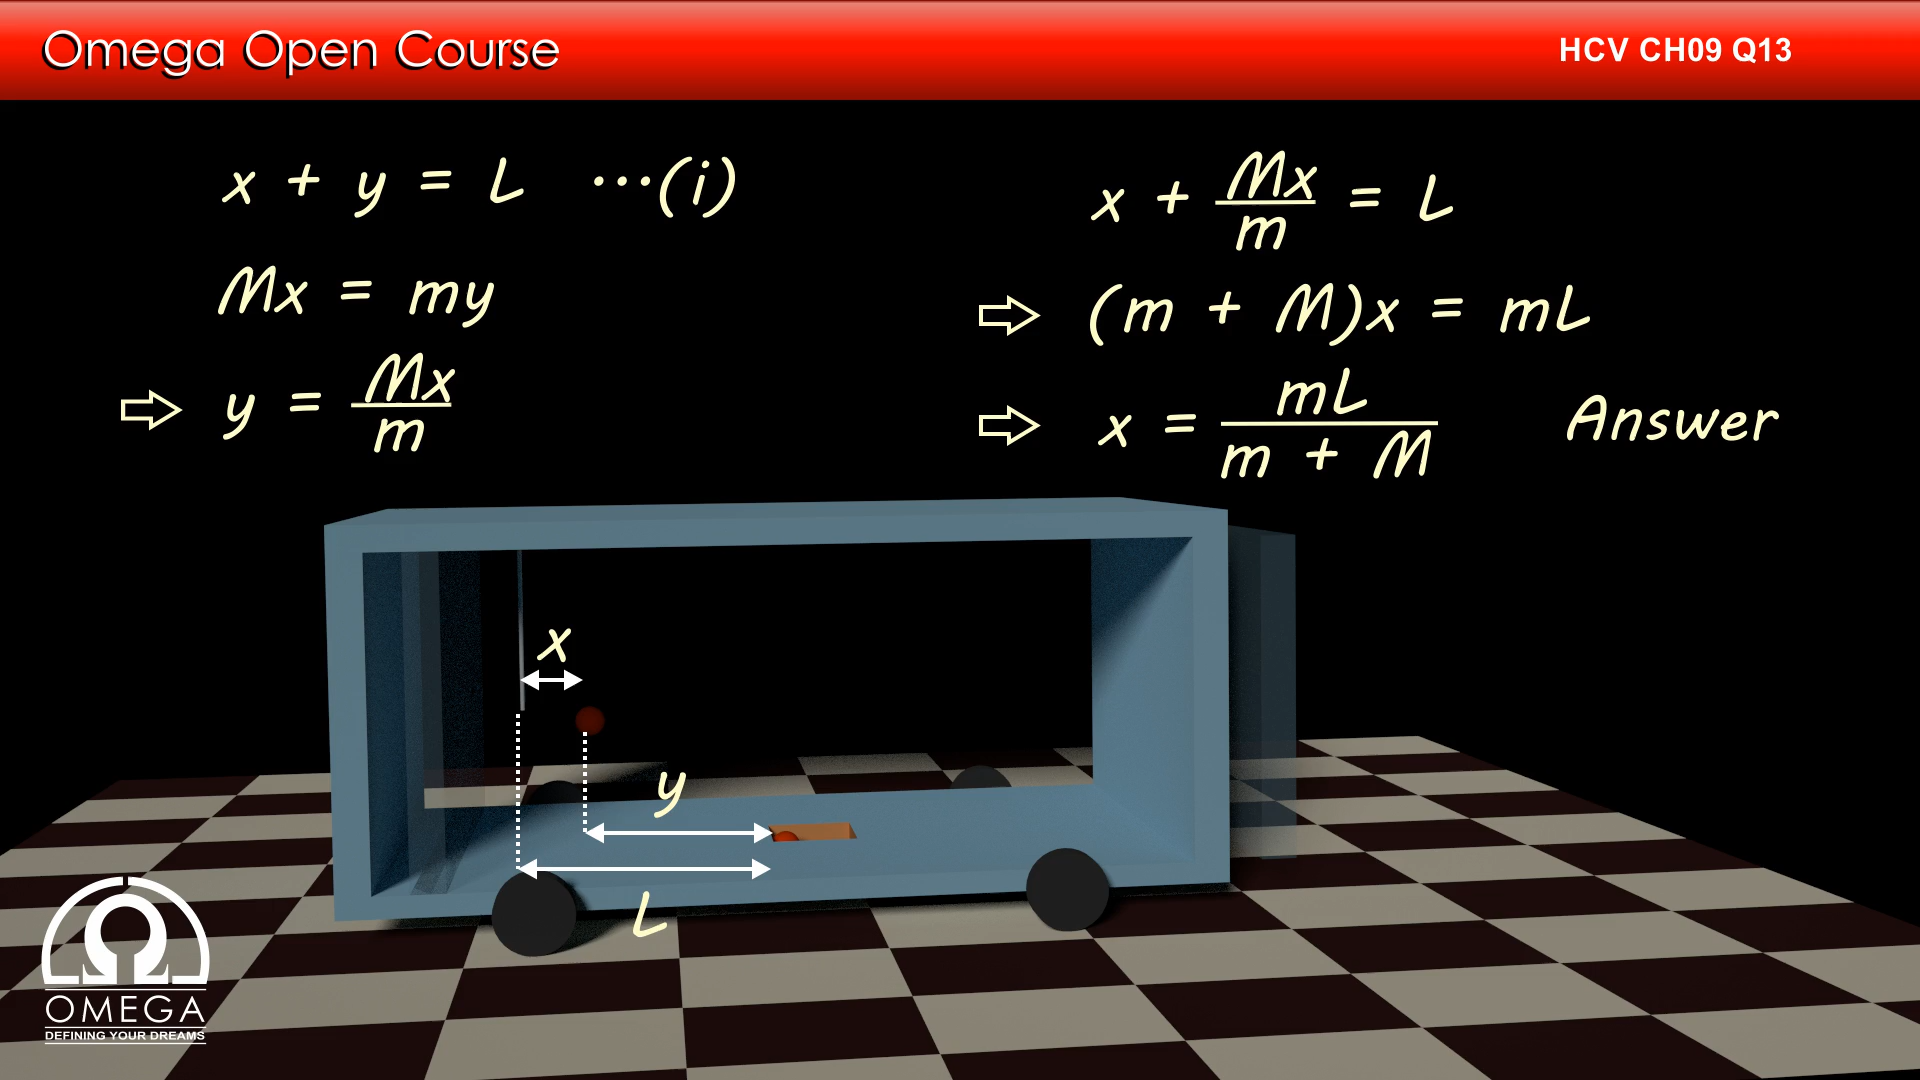 Omega Open Course
HCV CH09 Q13
x + y = L ...(i)
Mx = my
⇨ y = Mx/m
x + Mx/m = L
⇨ (m + M)x = mL
⇨ x = mL/(m + M) Answer
x
y
L
OMEGA
DEFINING YOUR DREAMS